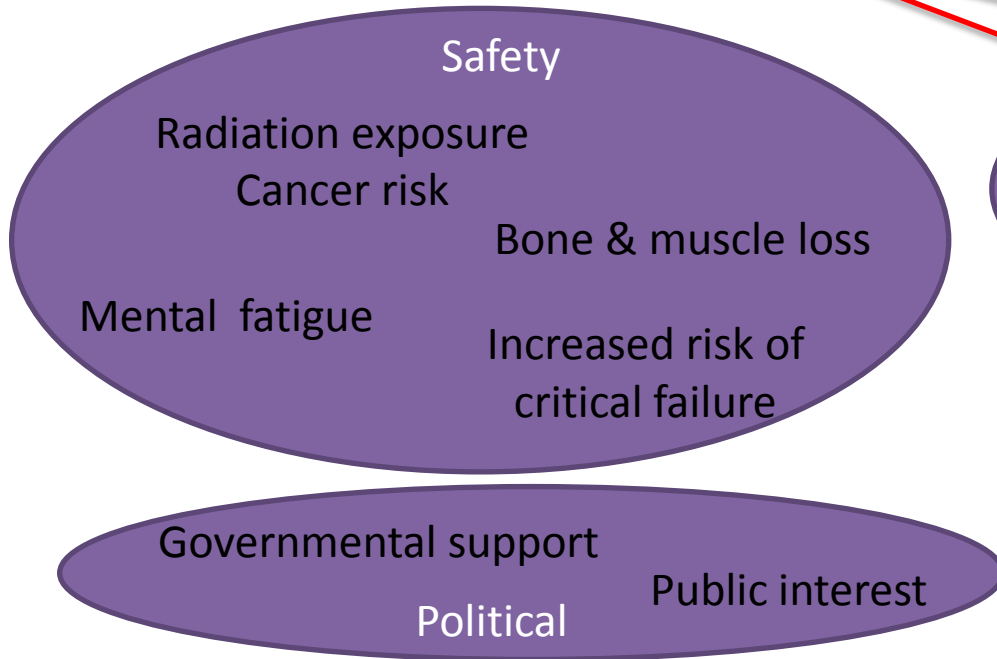 Safety
Radiation exposure
Cancer risk
Bone & muscle loss
Mental  fatigue
Increased risk of
critical failure
Governmental support
Public interest
Political